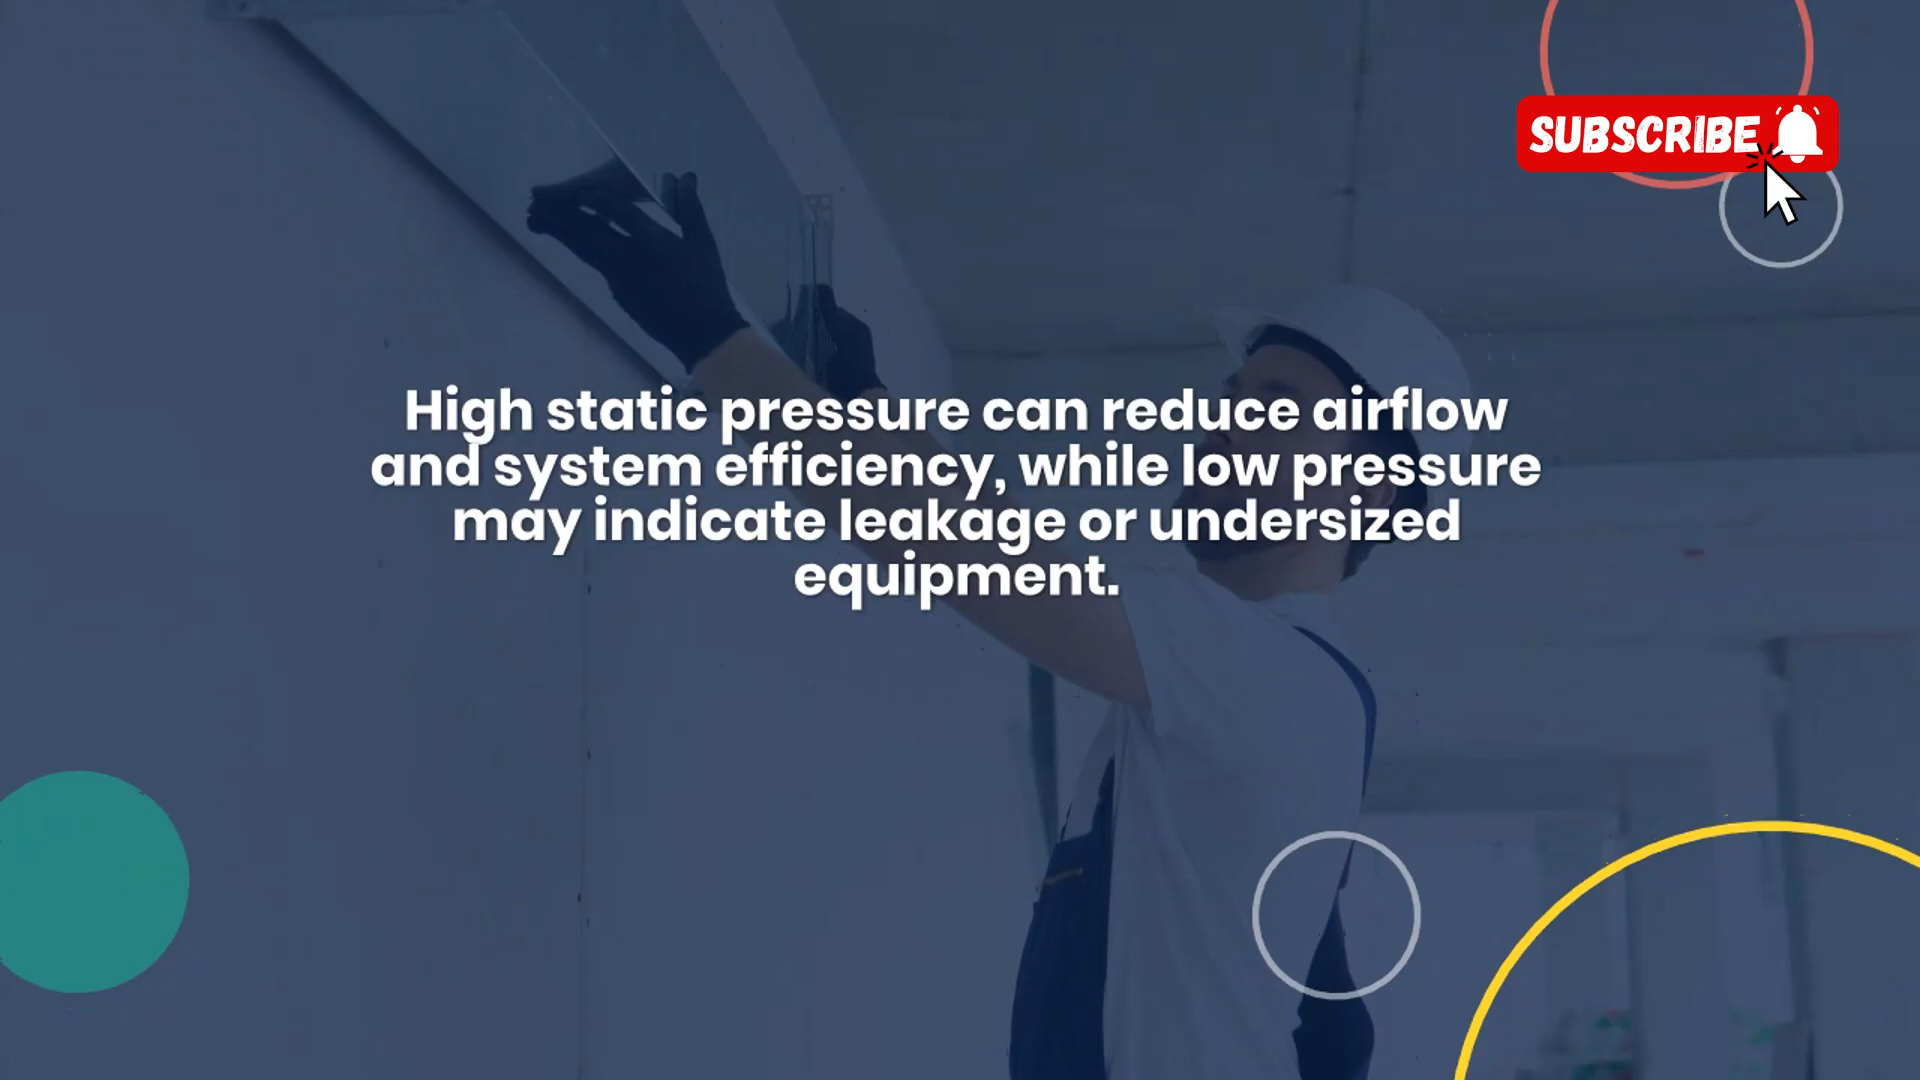 SUBSCRIBE
High static pressure can reduce airflow
and system efficiency, while low pressure
may indicate leakage or undersized
equipment.